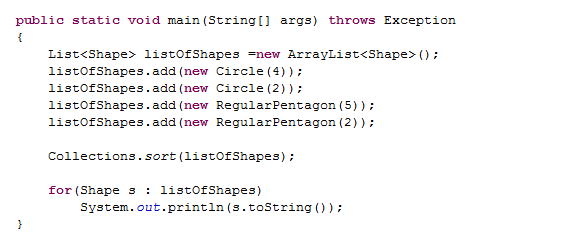 public static void main(String[] args) throws Exception
{
    List<Shape> listOfShapes =new ArrayList<Shape>();
    listOfShapes.add(new Circle(4));
    listOfShapes.add(new Circle(2));
    listOfShapes.add(new RegularPentagon(5));
    listOfShapes.add(new RegularPentagon(2));

    Collections.sort(listOfShapes);

    for(Shape s : listOfShapes)
        System.out.println(s.toString());
}